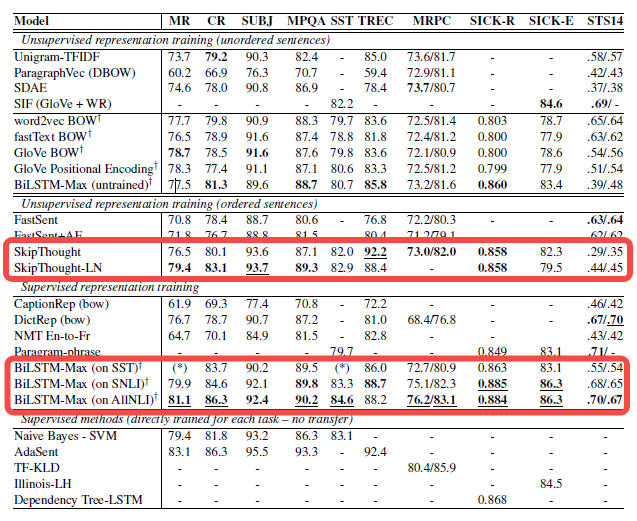 Model MR CR SUBJ MPQA SST TREC MRPC SICK-R SICK-E STS14
Unsupervised representation training (unordered sentences)
Unigram-TFIDF 73.7 79.2 90.3 82.4 - 85.0 73.6/81.7 - - .58/.57
ParagraphVec (DBOW) 60.2 66.9 76.3 70.7 - 59.4 72.9/81.1 - - .42/.43
SDAE 74.6 78.0 90.8 86.9 - 78.4 73.7/80.7 - - .37/.38
SIF (GloVe + WR) - - - - 82.2 - - - 84.6 .69/ -
word2vec BOW† 77.7 79.8 90.9 88.3 79.7 83.6 72.5/81.4 0.803 78.7 .65/.64
fastText BOW† 76.5 78.9 91.6 87.4 78.8 81.8 72.4/81.2 0.800 77.9 .63/.62
GloVe BOW† 78.7 78.5 91.6 87.6 79.8 83.6 72.1/80.9 0.800 78.6 .54/.56
GloVe Positional Encoding† 78.3 77.4 91.1 87.1 80.6 83.3 72.5/81.2 0.799 77.9 .51/.54
BiLSTM-Max (untrained)† 77.5 81.3 89.6 88.7 80.7 85.8 73.2/81.6 0.860 83.4 .39/.48
Unsupervised representation training (ordered sentences)
FastSent 70.8 78.4 88.7 80.6 - 76.8 72.2/80.3 - - .63/.64
FastSent+AE 71.8 76.7 88.8 81.5 - 80.4 71.2/79.1 - - .62/.62
SkipThought 76.5 80.1 93.6 87.1 82.0 92.2 73.0/82.0 0.858 82.3 .29/.35
SkipThought-LN 79.4 83.1 93.7 89.3 82.9 88.4 - 0.858 79.5 .44/.45
Supervised representation training
CaptionRep (bow) 61.9 69.3 77.4 70.8 - 72.2 - - - .46/.42
DictRep (bow) 76.7 78.7 90.7 87.2 - 81.0 68.4/76.8 - - .67/.70
NMT En-to-Fr 64.7 70.1 84.9 81.5 - 82.8 - - - .43/.42
Paragram-phrase - - - - 79.7 - - 0.849 83.1 .71/ -
BiLSTM-Max (on SST)† (*) 83.7 90.2 89.5 (*) 86.0 72.7/80.9 0.863 83.1 .55/.54
BiLSTM-Max (on SNLI)† 79.9 84.6 92.1 89.8 83.3 88.7 75.1/82.3 0.885 86.3 .68/.65
BiLSTM-Max (on AllNLI)† 81.1 86.3 92.4 90.2 84.6 88.2 76.2/83.1 0.884 86.3 .70/.67
Supervised methods (directly trained for each task – no transfer)
Naive Bayes - SVM 79.4 81.8 93.2 86.3 83.1 - - - - -
AdaSent 83.1 86.3 95.5 93.3 - 92.4 - - - -
TF-KLD - - - - - - 80.4/85.9 - - -
Illinois-LH - - - - - - - - 84.5 -
Dependency Tree-LSTM - - - - - - - 0.868 - -